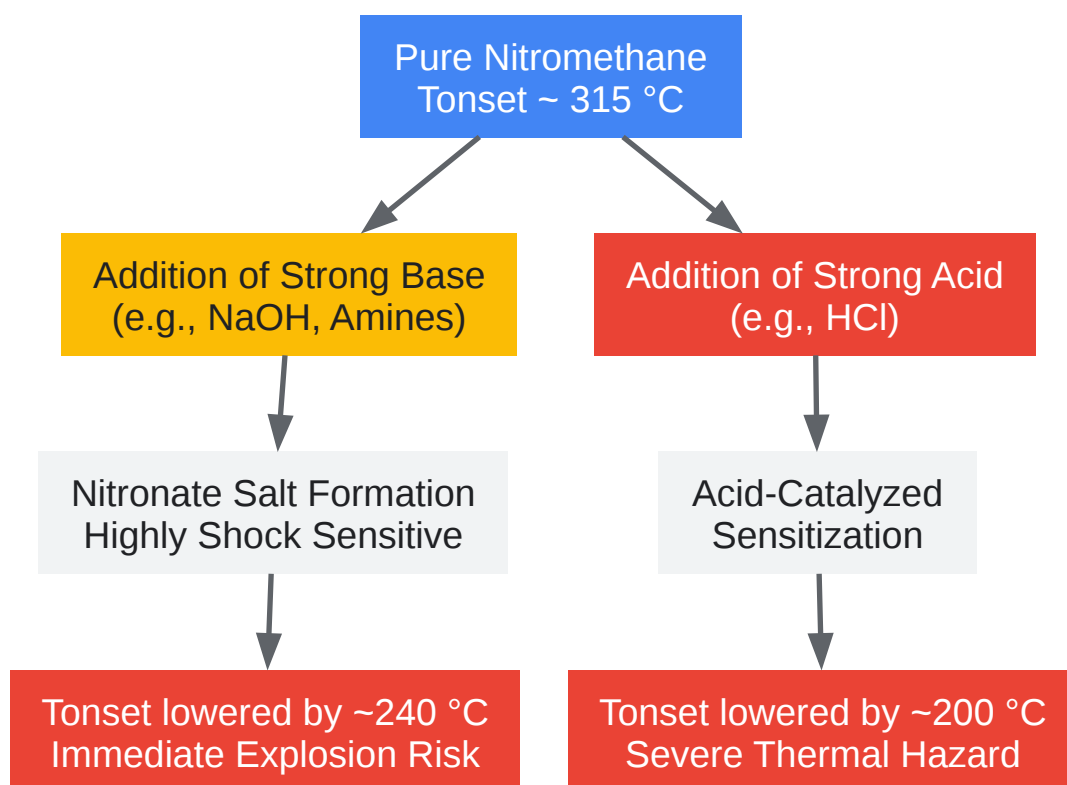 Pure Nitromethane
Tonset ~ 315 °C
Addition of Strong Base
(e.g., NaOH, Amines)
Addition of Strong Acid
(e.g., HCl)
Nitronate Salt Formation
Highly Shock Sensitive
Acid-Catalyzed
Sensitization
Tonset lowered by ~240 °C
Immediate Explosion Risk
Tonset lowered by ~200 °C
Severe Thermal Hazard